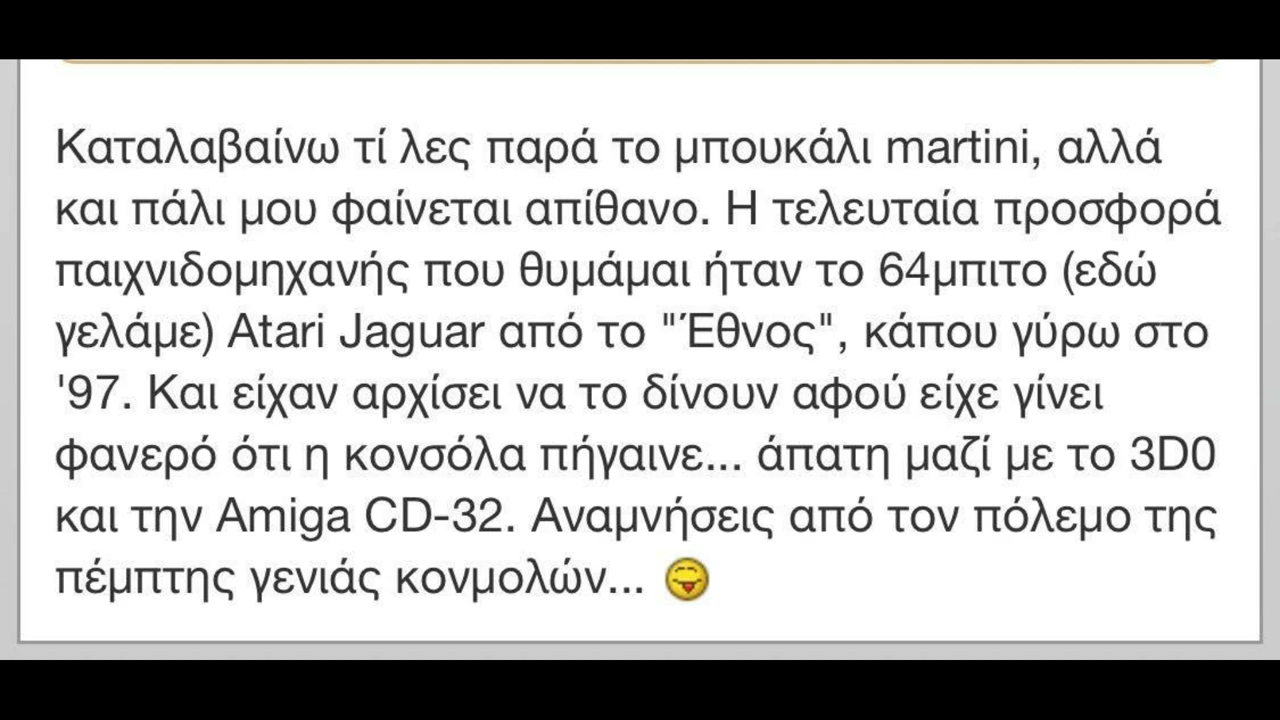 Καταλαβαίνω τί λες παρά το μπουκάλι martini, αλλά
και πάλι μου φαίνεται απίθανο. Η τελευταία προσφορά
παιχνιδομηχανής που θυμάμαι ήταν το 64μπιτο (εδώ
γελάμε) Atari Jaguar από το "Έθνος", κάπου γύρω στο
'97. Και είχαν αρχίσει να το δίνουν αφού είχε γίνει
φανερό ότι η κονσόλα πήγαινε... άπατη μαζί με το 3D0
και την Amiga CD-32. Αναμνήσεις από τον πόλεμο της
πέμπτης γενιάς κονμολών...